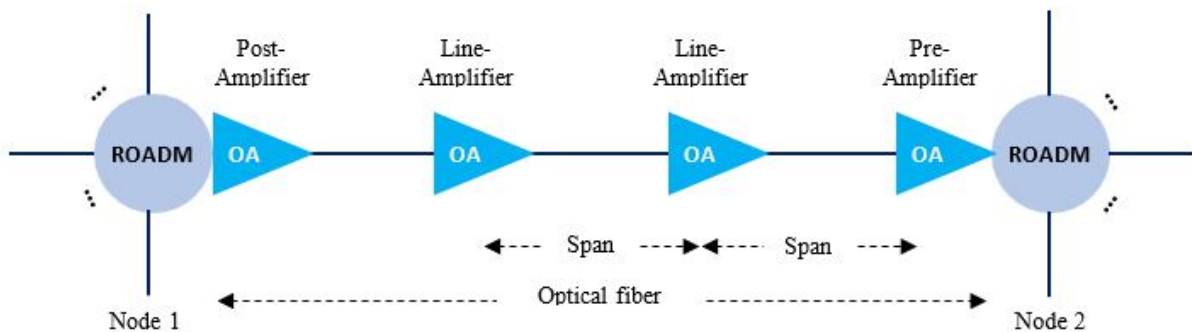 Post-
Amplifier
Line-
Amplifier
Line-
Amplifier
Pre-
Amplifier
ROADM
OA
OA
OA
OA
ROADM
Span
Span
Optical fiber
Node 1
Node 2